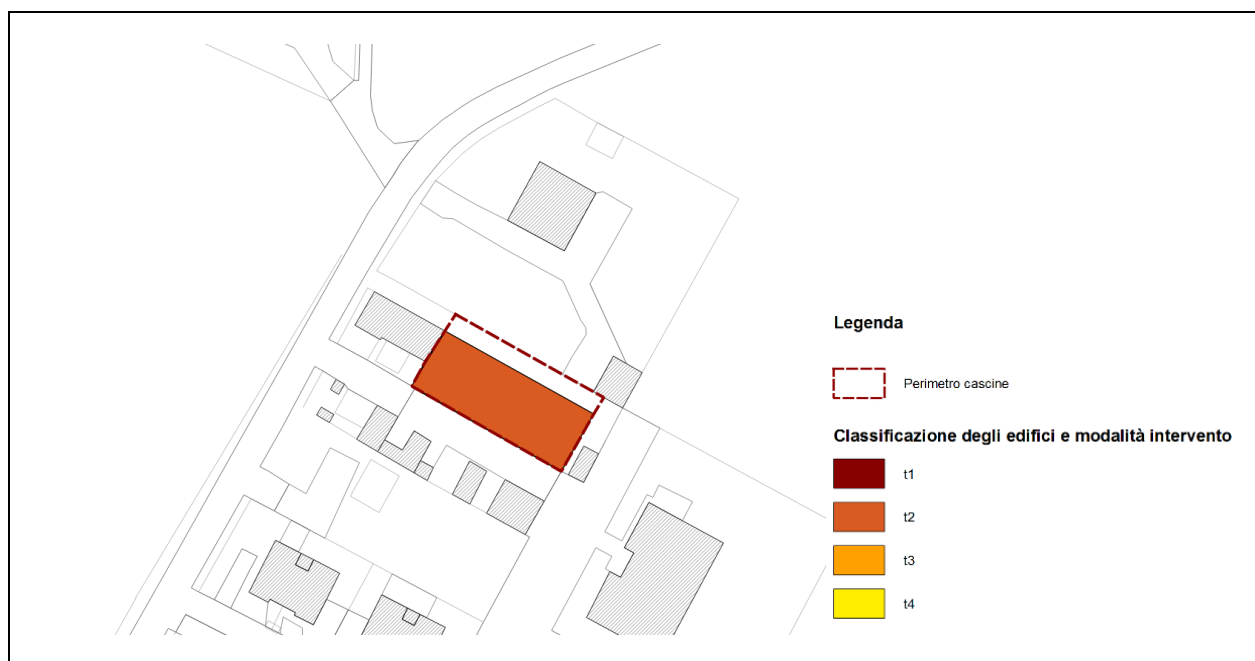 Legenda
Perimetro cascine
Classificazione degli edifici e modalità intervento
t1
t2
t3
t4